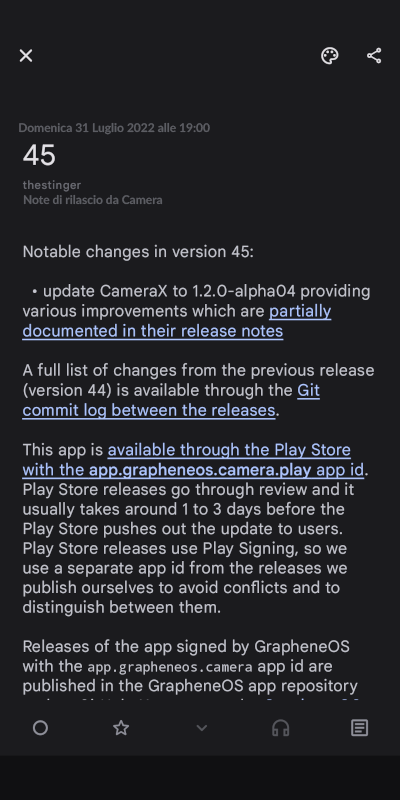 Domenica 31 Luglio 2022 alle 19:00
45
thestinger
Note di rilascio da Camera
Notable changes in version 45:
• update CameraX to 1.2.0-alpha04 providing
various improvements which are partially
documented in their release notes
A full list of changes from the previous release
(version 44) is available through the Git
commit log between the releases.
This app is available through the Play Store
with the app.grapheneos.camera.play app id.
Play Store releases go through review and it
usually takes around 1 to 3 days before the
Play Store pushes out the update to users.
Play Store releases use Play Signing, so we
use a separate app id from the releases we
publish ourselves to avoid conflicts and to
distinguish between them.
Releases of the app signed by GrapheneOS
with the app.grapheneos.camera app id are
published in the GrapheneOS app repository